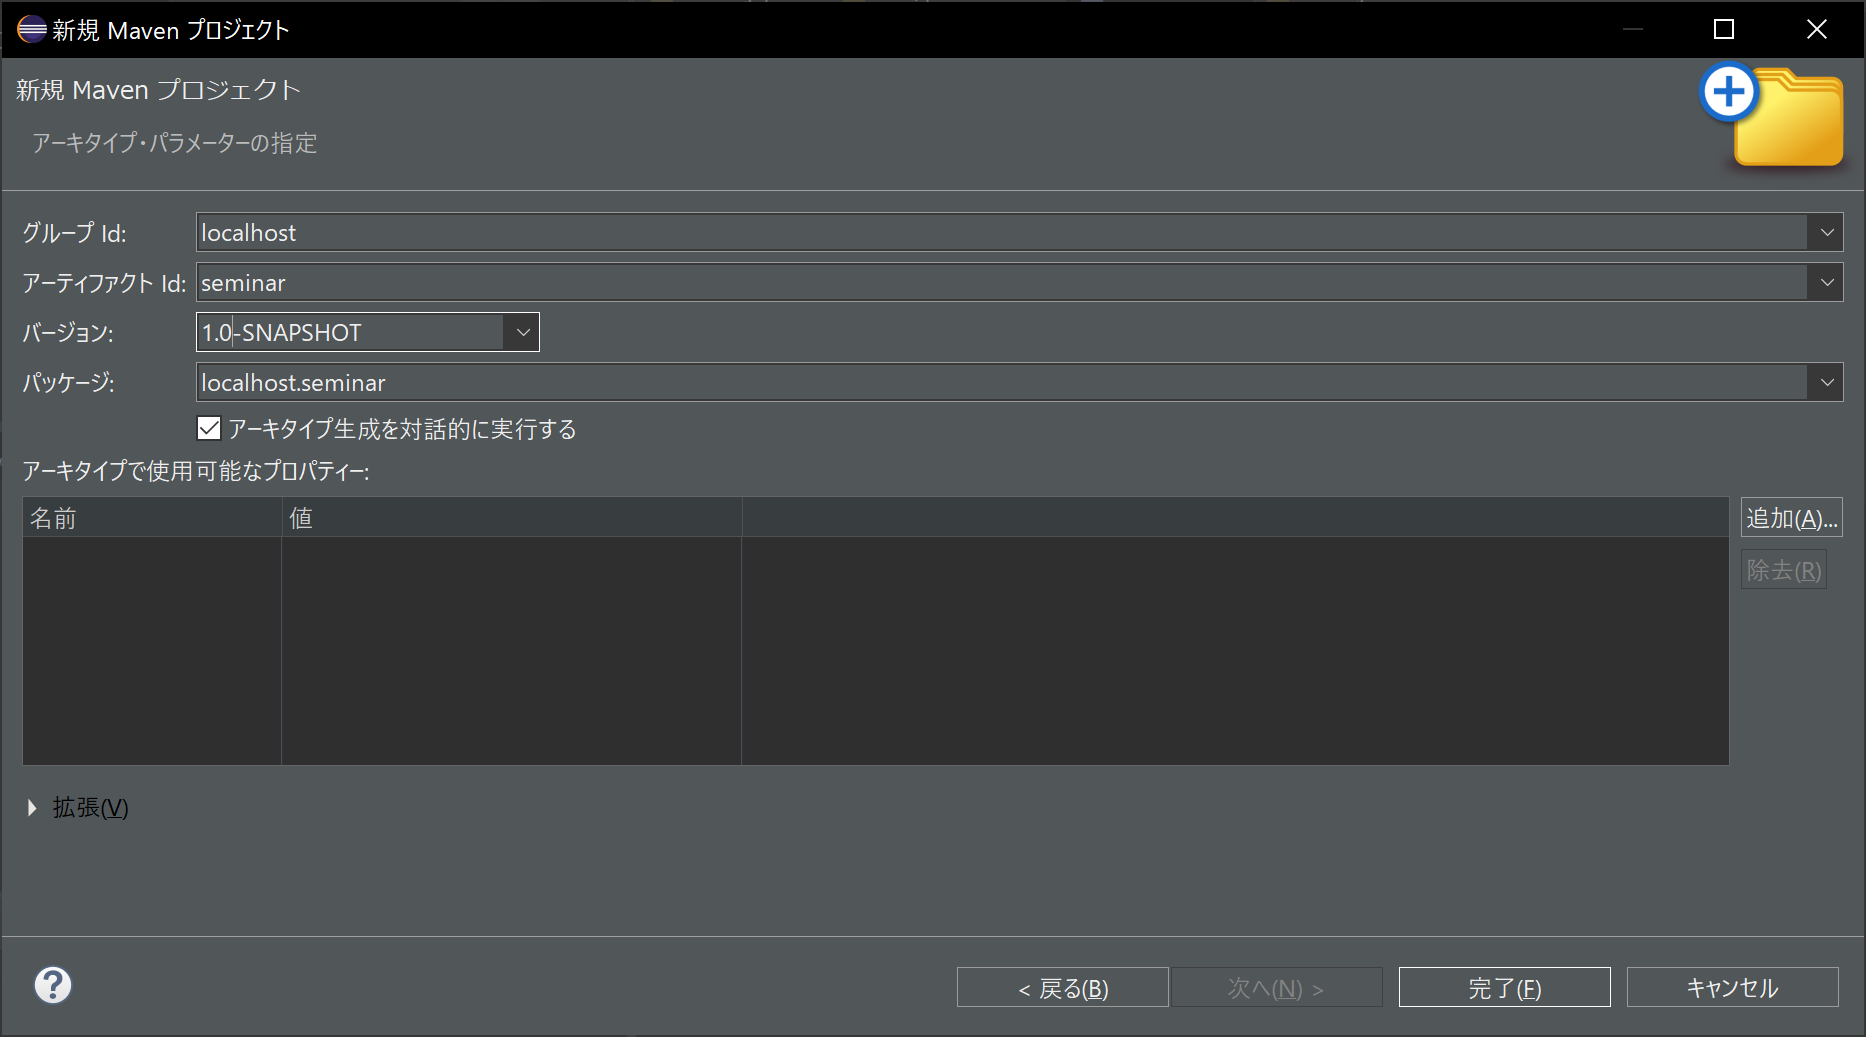 新規 Maven プロジェクト
新規 Maven プロジェクト
アーキタイプ・パラメーターの指定
グループ Id: localhost
アーティファクト Id: seminar
バージョン: 1.0-SNAPSHOT
パッケージ: localhost.seminar
アーキタイプ生成を対話的に実行する
アーキタイプで使用可能なプロパティー:
名前 値 追加(A)...
除去(R)
拡張(V)
< 戻る(B) 次へ(N) > 完了(F) キャンセル